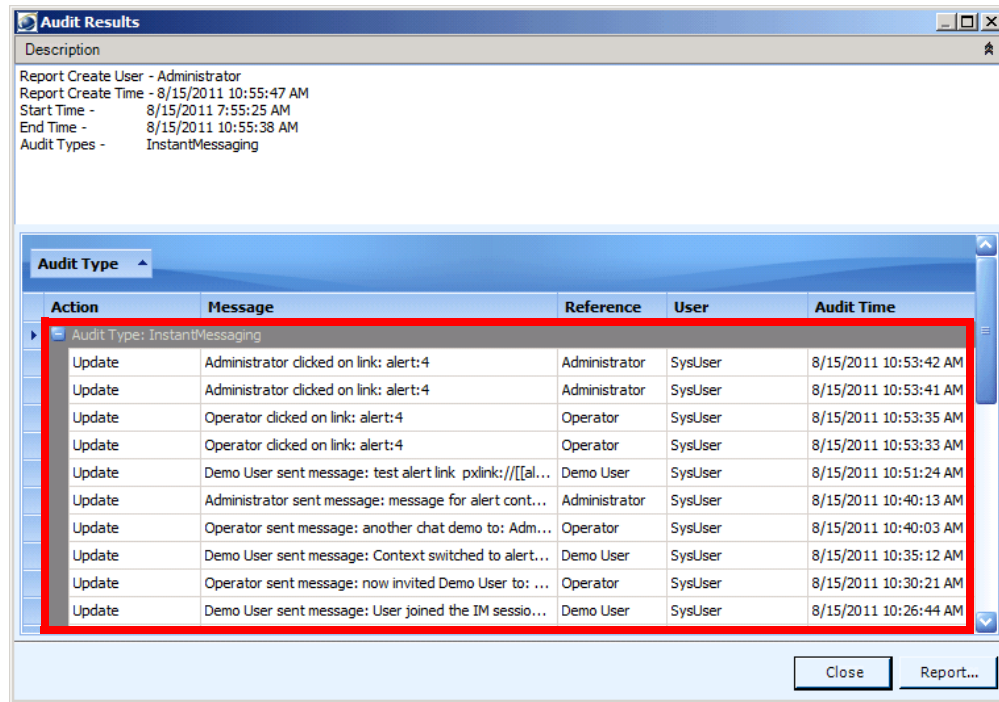 Audit Results
Description
Report Create User - Administrator
Report Create Time - 8/15/2011 10:55:47 AM
Start Time - 8/15/2011 7:55:25 AM
End Time - 8/15/2011 10:55:38 AM
Audit Types - InstantMessaging
Audit Type
Action Message Reference User Audit Time
Audit Type: InstantMessaging
Update Administrator clicked on link: alert:4 Administrator SysUser 8/15/2011 10:53:42 AM
Update Administrator clicked on link: alert:4 Administrator SysUser 8/15/2011 10:53:41 AM
Update Operator clicked on link: alert:4 Operator SysUser 8/15/2011 10:53:35 AM
Update Operator clicked on link: alert:4 Operator SysUser 8/15/2011 10:53:33 AM
Update Demo User sent message: test alert link pxlink://[[al... Demo User SysUser 8/15/2011 10:51:24 AM
Update Administrator sent message: message for alert cont... Administrator SysUser 8/15/2011 10:40:13 AM
Update Operator sent message: another chat demo to: Adm... Operator SysUser 8/15/2011 10:40:03 AM
Update Demo User sent message: Context switched to alert... Demo User SysUser 8/15/2011 10:35:12 AM
Update Operator sent message: now invited Demo User to: ... Operator SysUser 8/15/2011 10:30:21 AM
Update Demo User sent message: User joined the IM sessio... Demo User SysUser 8/15/2011 10:26:44 AM
Close Report...